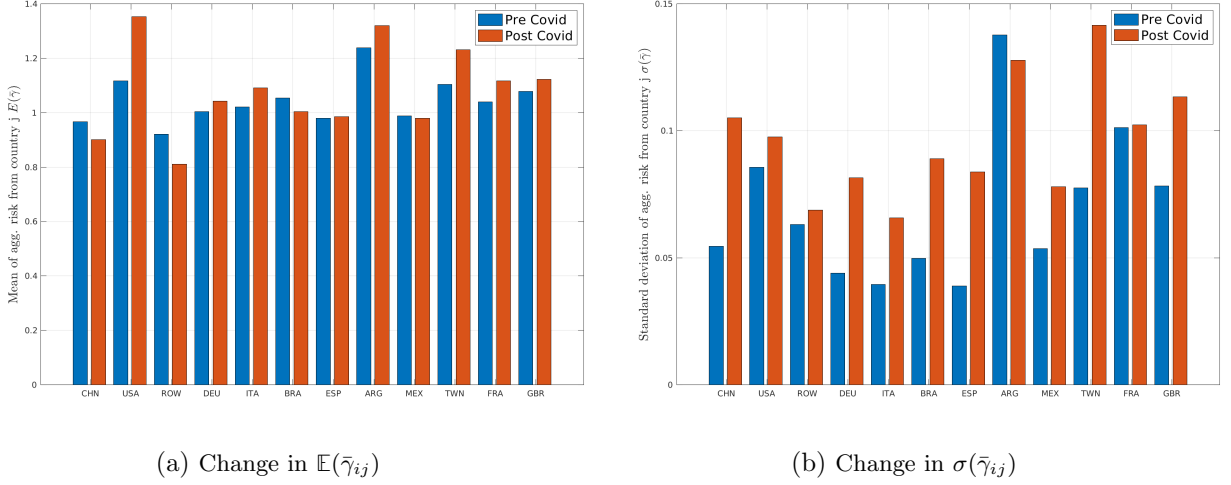 1.4
1.2
1
0.8
0.6
0.4
0.2
0
Mean of agg. risk from country j E(γ̄)
Pre Covid
Post Covid
CHN USA ROW DEU ITA BRA ESP ARG MEX TWN FRA GBR
(a) Change in 𝔼(γ̄ᵢⱼ)
0.15
0.1
0.05
0
Standard deviation of agg. risk from country j σ(γ̄)
Pre Covid
Post Covid
CHN USA ROW DEU ITA BRA ESP ARG MEX TWN FRA GBR
(b) Change in σ(γ̄ᵢⱼ)